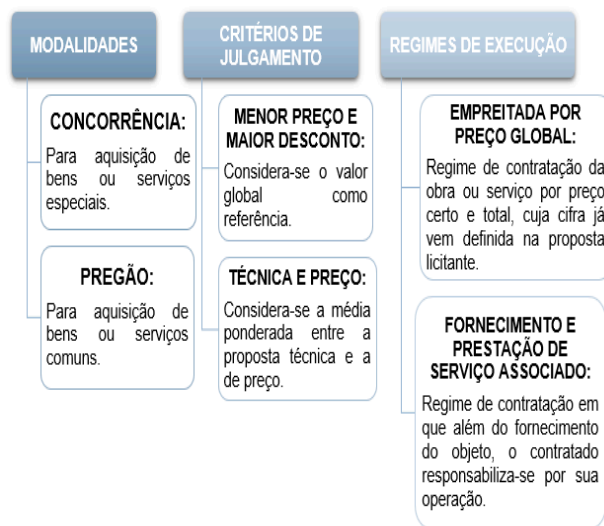 MODALIDADES
CONCORRÊNCIA:
Para aquisição de
bens ou serviços
especiais.
PREGÃO:
Para aquisição de
bens ou serviços
comuns.
CRITÉRIOS DE
JULGAMENTO
MENOR PREÇO E
MAIOR DESCONTO:
Considera-se o valor
global como
referência.
TÉCNICA E PREÇO:
Considera-se a média
ponderada entre a
proposta técnica e a
de preço.
REGIMES DE EXECUÇÃO
EMPREITADA POR
PREÇO GLOBAL:
Regime de contratação da
obra ou serviço por preço
certo e total, cuja cifra já
vem definida na proposta
licitante.
FORNECIMENTO E
PRESTAÇÃO DE
SERVIÇO ASSOCIADO:
Regime de contratação em
que além do fornecimento
do objeto, o contratado
responsabiliza-se por sua
operação.